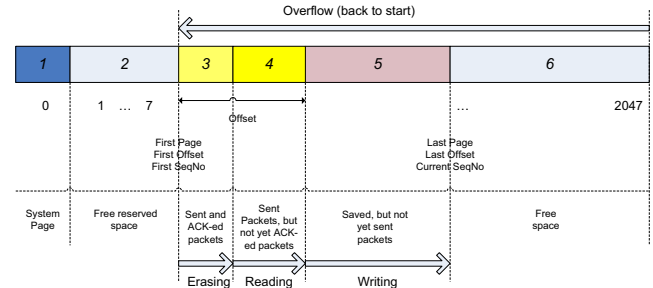 Overflow (back to start)
1 2 3 4 5 6
0 1 ... 7 ... 2047
Offset
First Page
First Offset
First SeqNo
Last Page
Last Offset
Current SeqNo
System
Page
Free reserved
space
Sent and
ACK-ed
packets
Sent
Packets, but
not yet ACK-
ed packets
Saved, but not
yet sent
packets
Free
space
Erasing Reading Writing